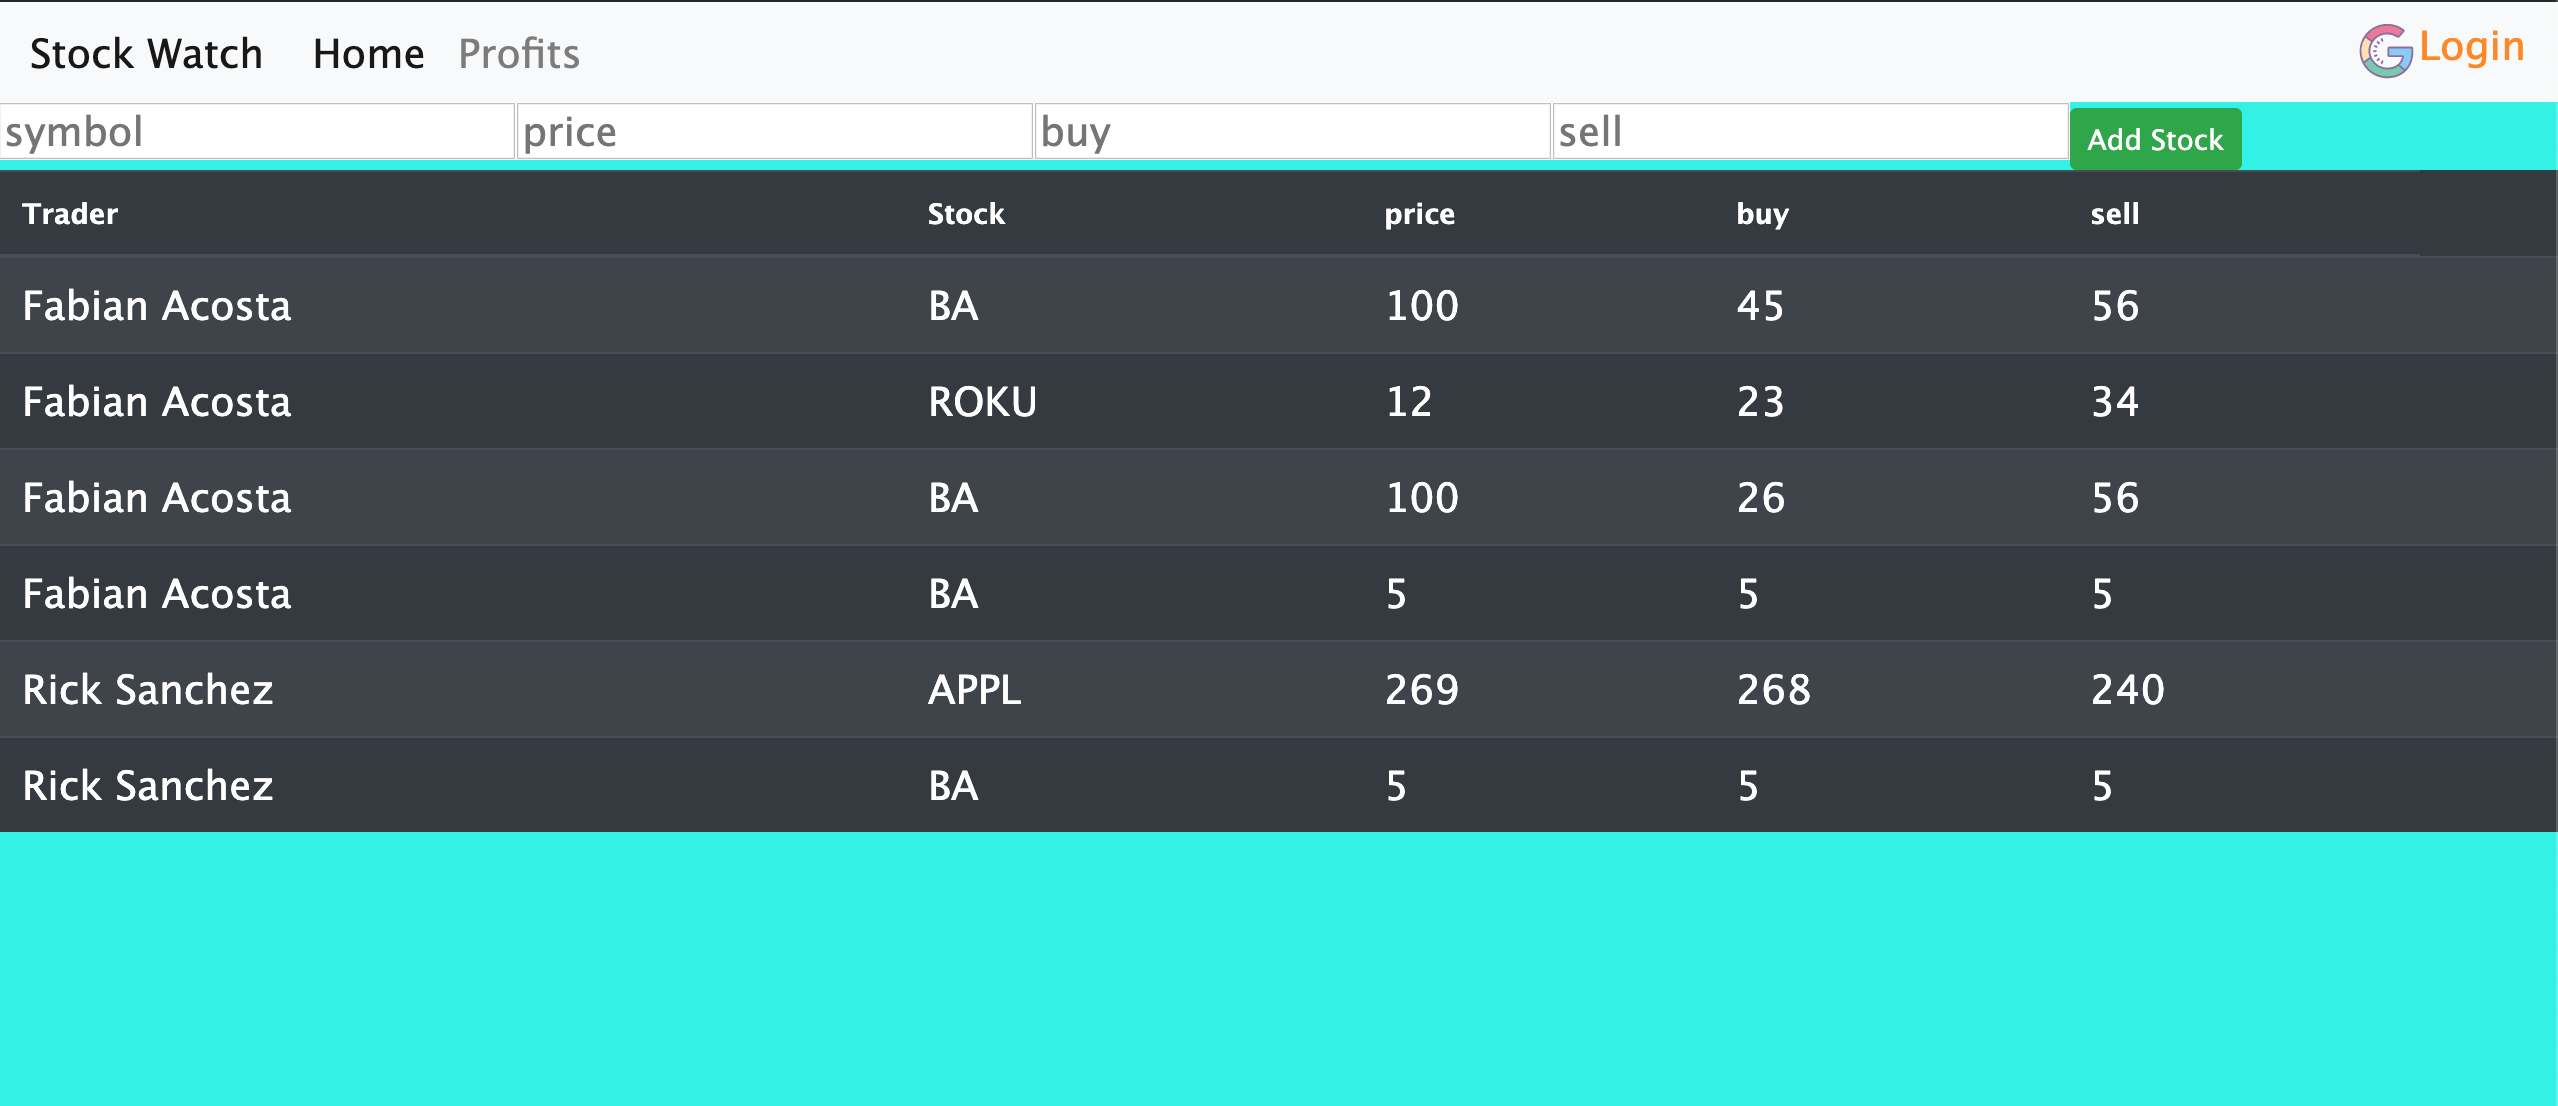 Stock Watch Home Profits Login
symbol price buy sell Add Stock
Trader Stock price buy sell
Fabian Acosta BA 100 45 56
Fabian Acosta ROKU 12 23 34
Fabian Acosta BA 100 26 56
Fabian Acosta BA 5 5 5
Rick Sanchez APPL 269 268 240
Rick Sanchez BA 5 5 5